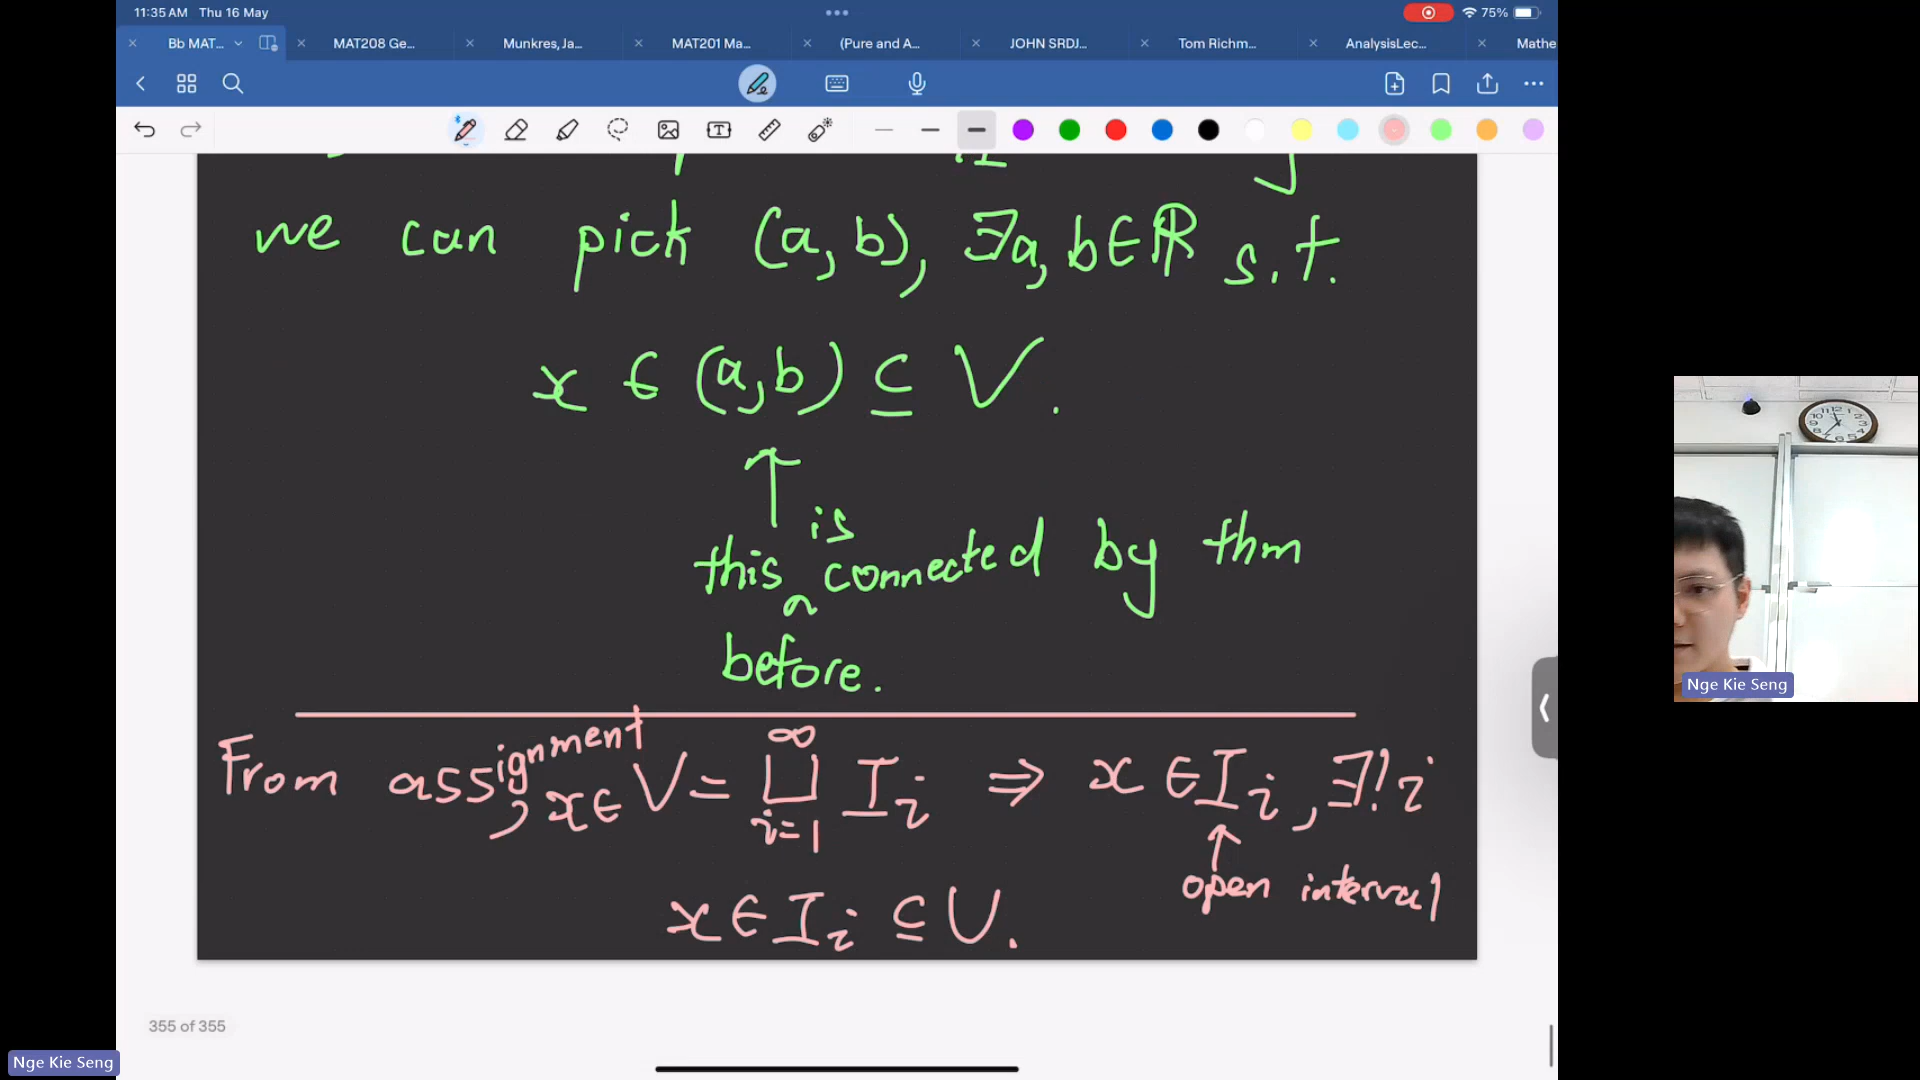 11:35 AM Thu 16 May
75%
Bb MAT...
MAT208 Ge...
Munkres, Ja...
MAT201 Ma...
(Pure and A...
JOHN SRDJ...
Tom Richm...
AnalysisLec...
Mathe
we can pick (a, b), ∃a, b∈ℝ s.t.
x ∈ (a,b) ⊆ V.
↑
this is connected by thm
before.
From assignment, x∈ V = ⨆_{i=1}^{∞} I_i ⇒ x ∈ I_i, ∃! i
↑
open interval
x ∈ I_i ⊆ U.
355 of 355
Nge Kie Seng
Nge Kie Seng